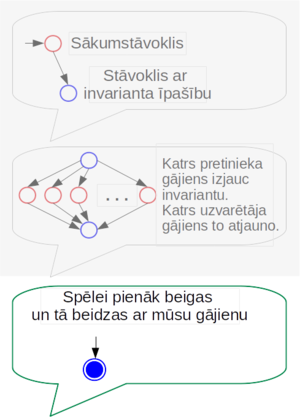 Sākumstāvoklis
Stāvoklis ar
invarianta īpašību
Katrs pretinieka
gājiens izjauc
invariantu.
Katrs uzvarētāja
gājiens to atjauno.
...
Spēlei pienāk beigas
un tā beidzas ar mūsu gājienu